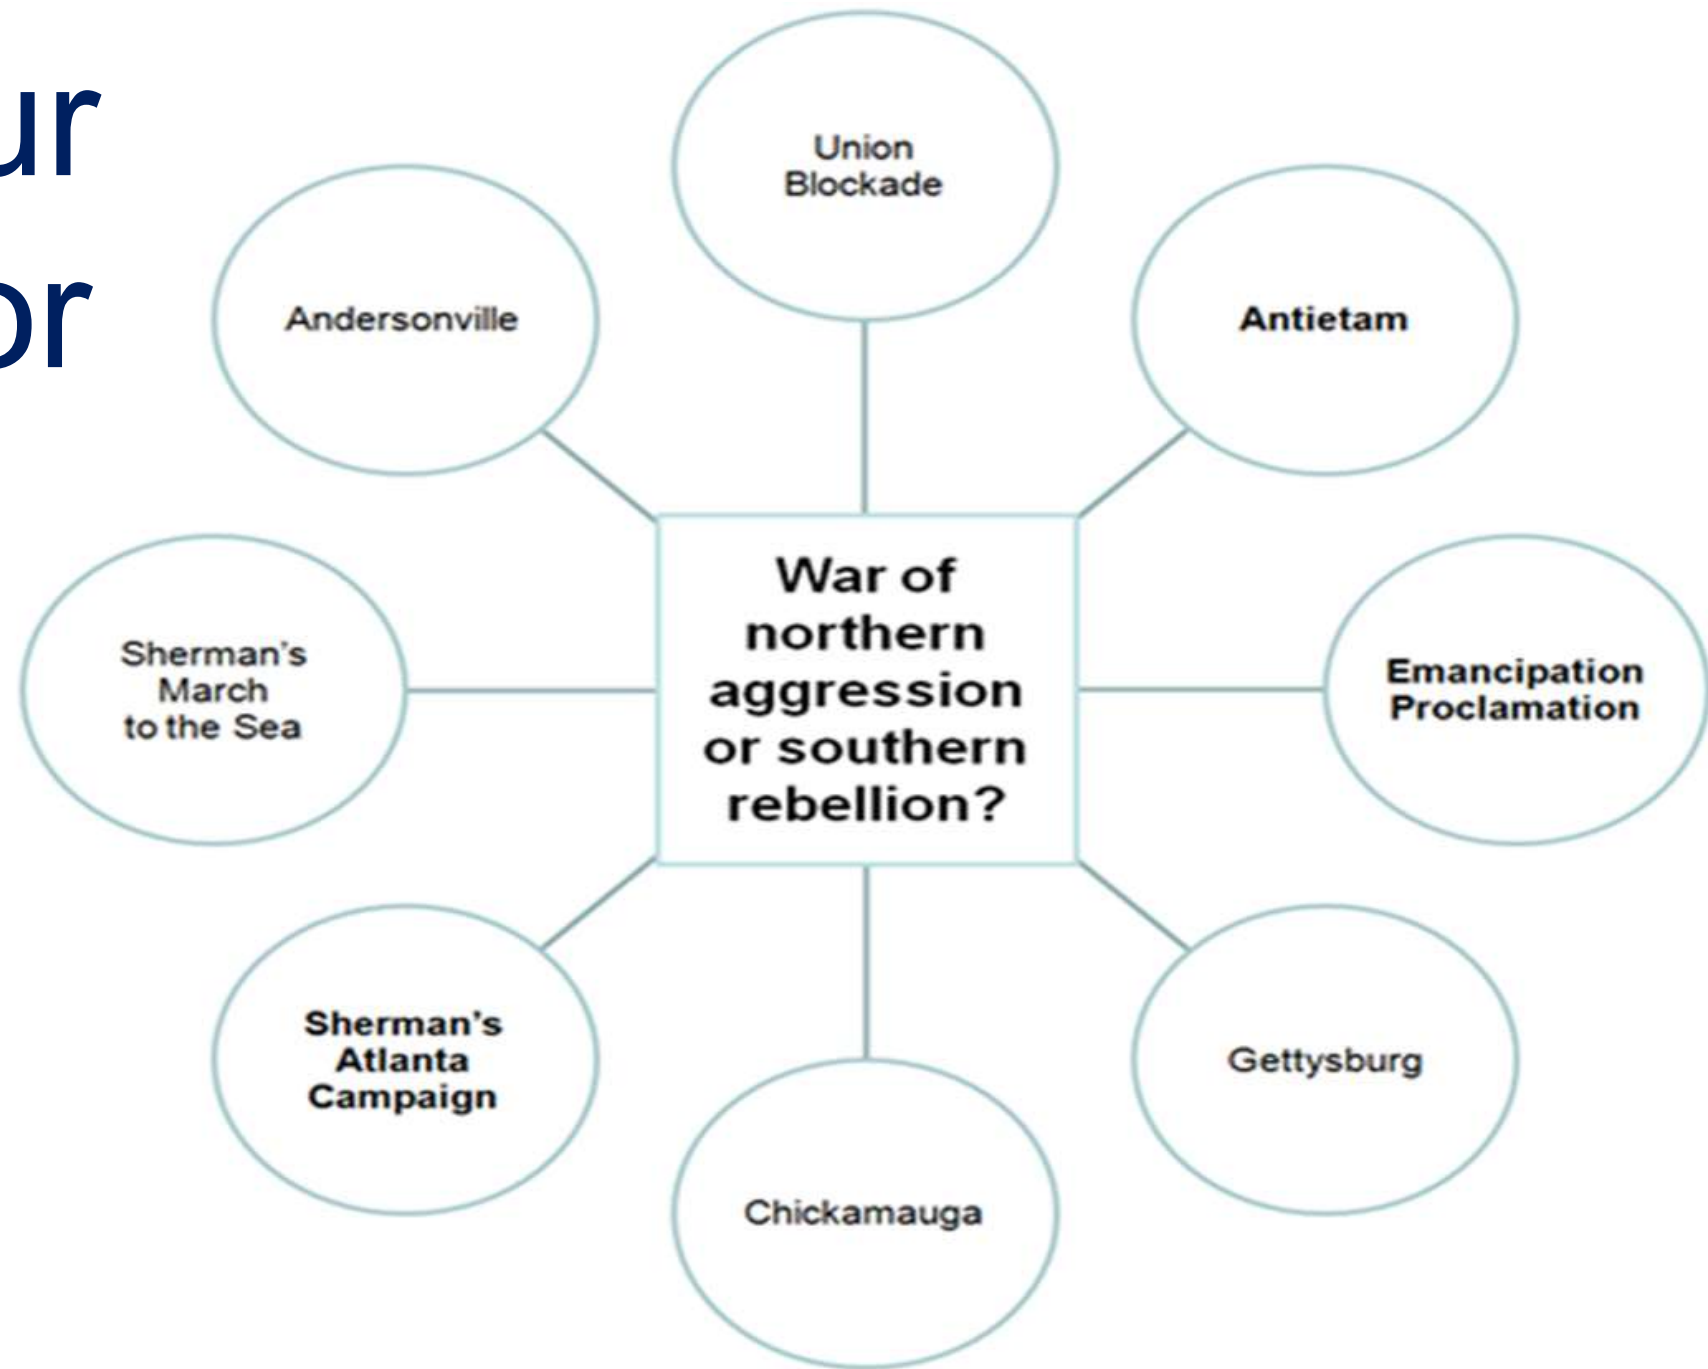 ur
or
Union
Blockade
Andersonville
Antietam
War of
northern
aggression
or southern
rebellion?
Sherman’s
March
to the Sea
Emancipation
Proclamation
Sherman’s
Atlanta
Campaign
Gettysburg
Chickamauga